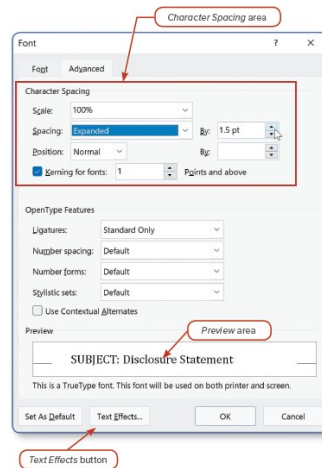 Character Spacing area
Font ? ×
Font Advanced
Character Spacing
Scale: 100%
Spacing: Expanded By: 1.5 pt
Position: Normal By:
Kerning for fonts: 1 Points and above
OpenType Features
Ligatures: Standard Only
Number spacing: Default
Number forms: Default
Stylistic sets: Default
Use Contextual Alternates
Preview
Preview area
SUBJECT: Disclosure Statement
This is a TrueType font. This font will be used on both printer and screen.
Set As Default Text Effects... OK Cancel
Text Effects button